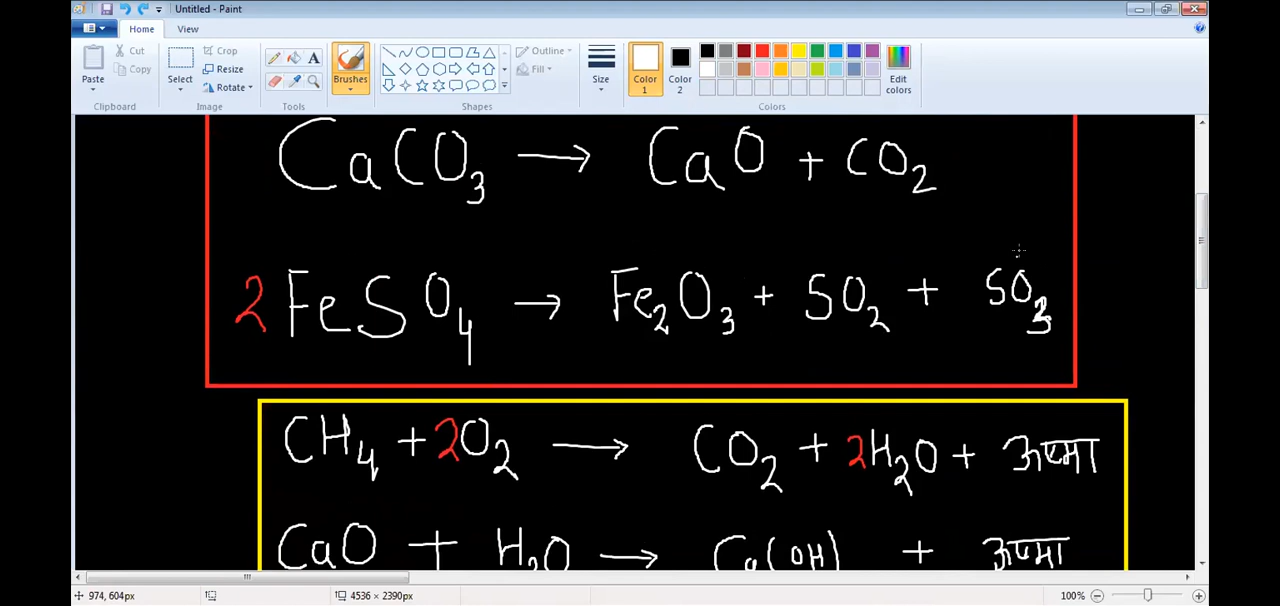 Untitled - Paint
Home View
Paste Cut Copy Select Crop Resize Rotate Brushes Outline Fill Size Color 1 Color 2 Edit colors
Clipboard Image Tools Shapes Colors
CaCO₃ → CaO + CO₂
2FeSO₄ → Fe₂O₃ + SO₂ + SO₃
CH₄ + 2O₂ → CO₂ + 2H₂O + ऊष्मा
CaO + H₂O → Ca(OH) + ऊष्मा
974, 604px 4536 × 2390px 100%